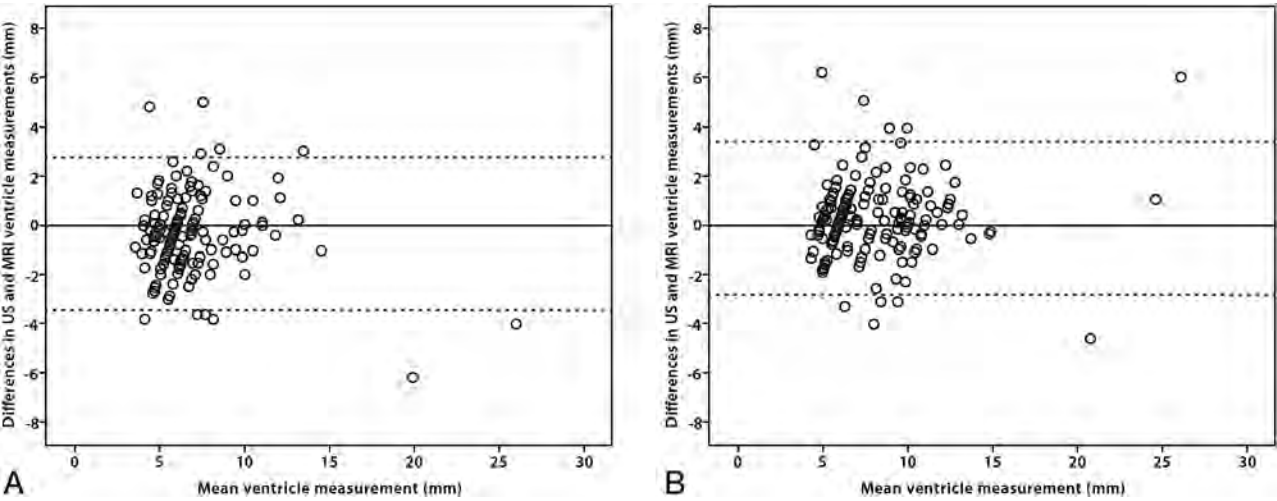 Differences in US and MRI ventricle measurements (mm)
8
6
4
2
0
-2
-4
-6
-8
0 5 10 15 20 25 30
Mean ventricle measurement (mm)
A
Differences in US and MRI ventricle measurements (mm)
8
6
4
2
0
-2
-4
-6
-8
0 5 10 15 20 25 30
Mean ventricle measurement (mm)
B